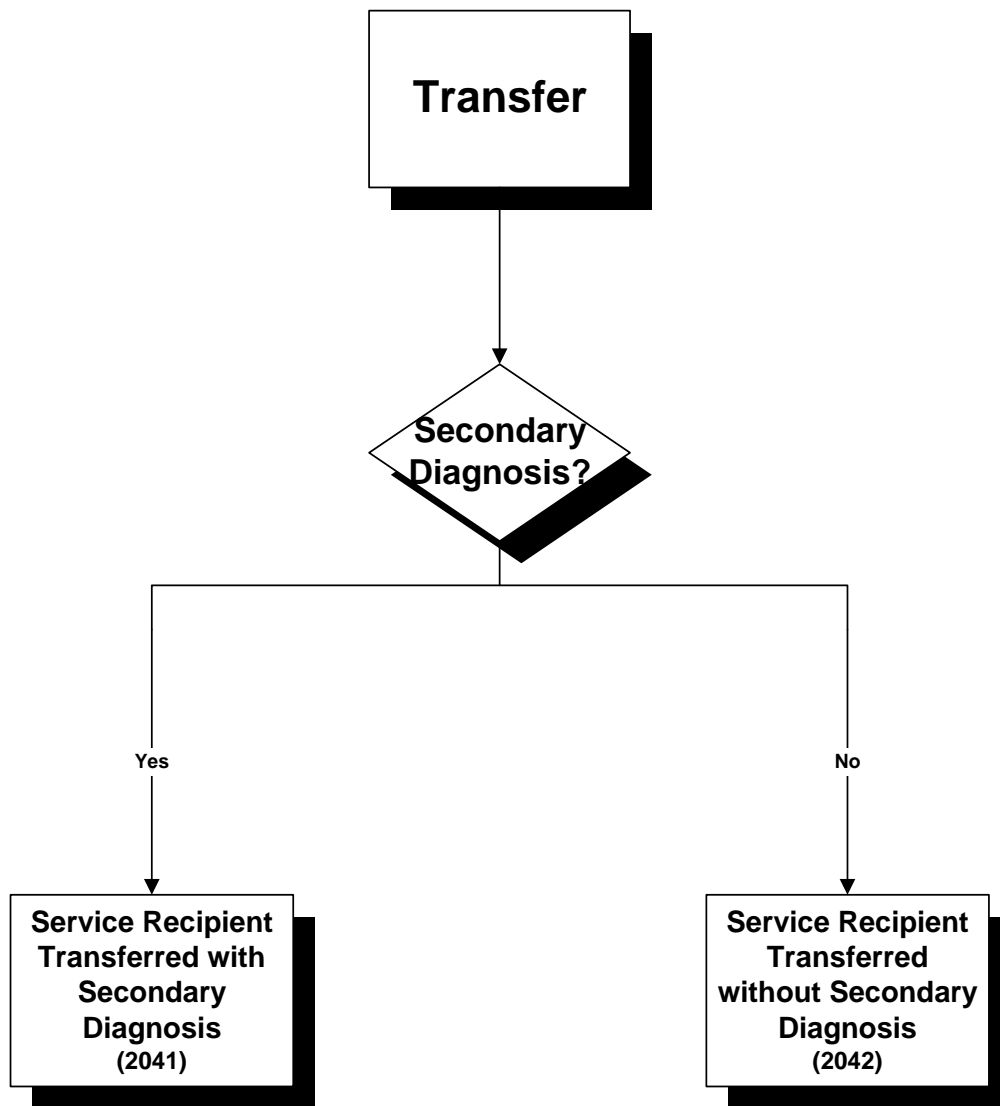 Transfer
Secondary
Diagnosis?
Yes
No
Service Recipient
Transferred with
Secondary
Diagnosis
(2041)
Service Recipient
Transferred
without Secondary
Diagnosis
(2042)